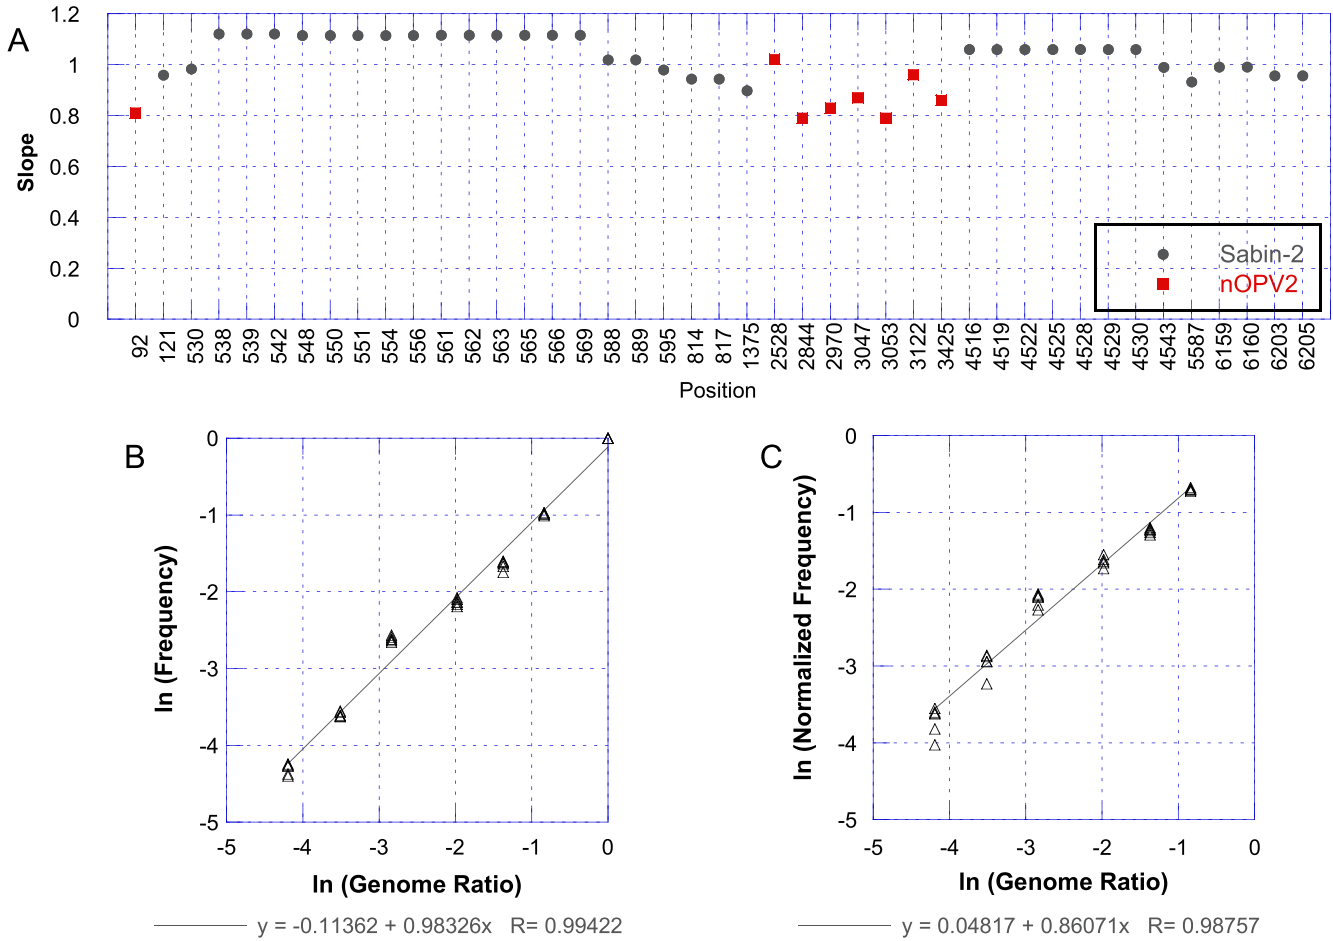 A
1.2
1
0.8
0.6
0.4
0.2
0
Slope
Sabin-2
nOPV2
92 121 530 538 539 542 548 550 551 554 556 561 562 563 565 566 569 588 589 595 814 817 1375 2528 2844 2970 3047 3053 3122 3425 4516 4519 4522 4525 4528 4529 4530 4543 5587 6159 6160 6203 6205
Position
B
0
-1
-2
-3
-4
-5
ln (Frequency)
-5 -4 -3 -2 -1 0
ln (Genome Ratio)
y = -0.11362 + 0.98326x R= 0.99422
C
0
-1
-2
-3
-4
-5
ln (Normalized Frequency)
-5 -4 -3 -2 -1 0
ln (Genome Ratio)
y = 0.04817 + 0.86071x R= 0.98757